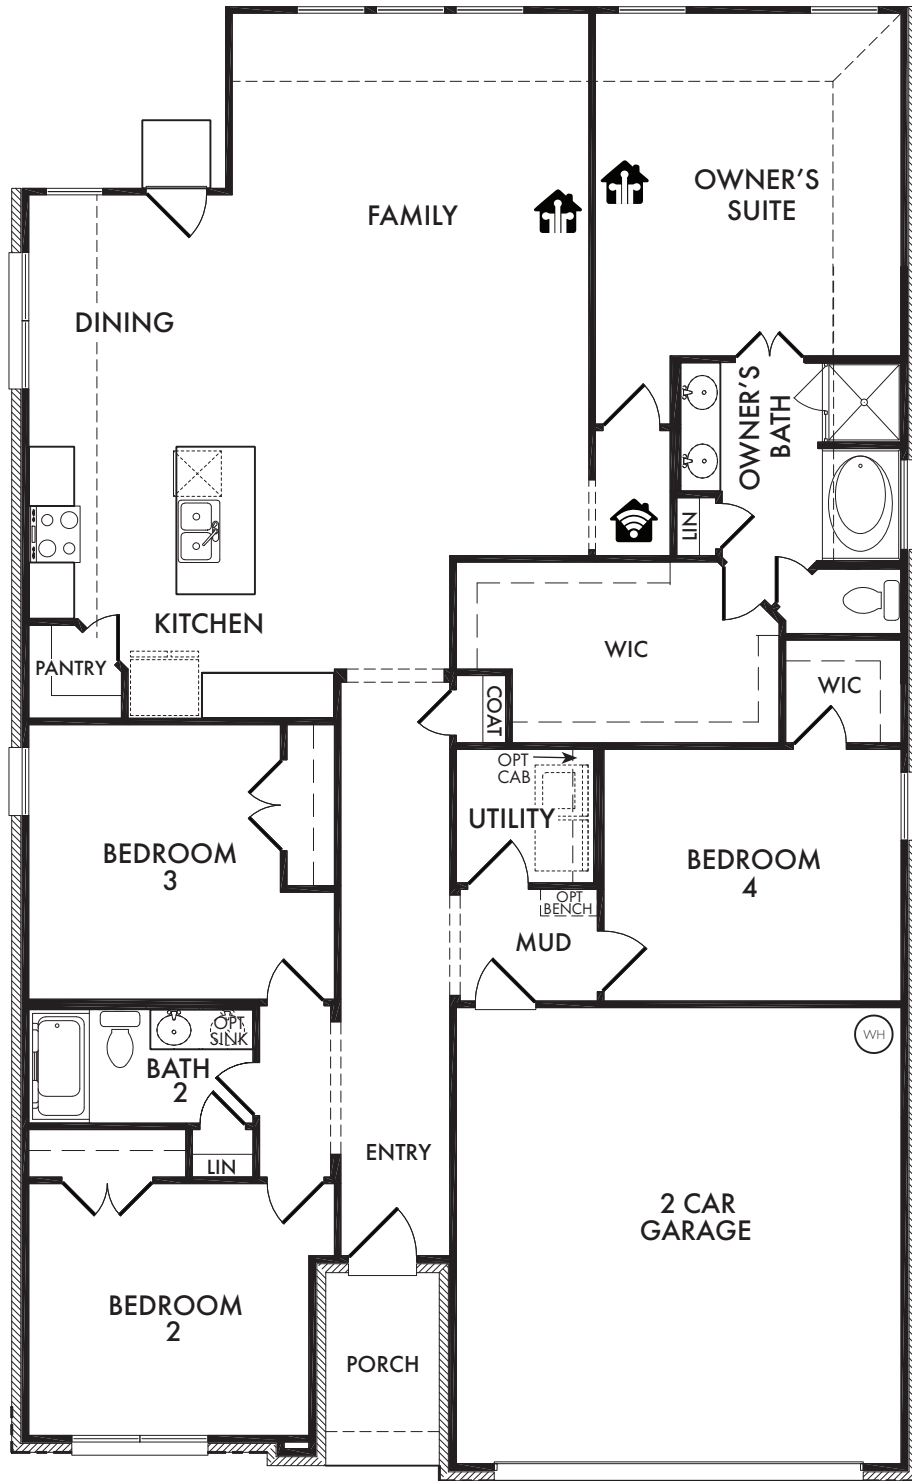 FAMILY
OWNER'S
SUITE
DINING
OWNER'S
BATH
LIN
KITCHEN
PANTRY
WIC
WIC
COAT
OPT
CAB
UTILITY
BEDROOM
3
BEDROOM
4
OPT
BENCH
MUD
OPT
SINK
BATH
2
WH
LIN
ENTRY
2 CAR
GARAGE
BEDROOM
2
PORCH